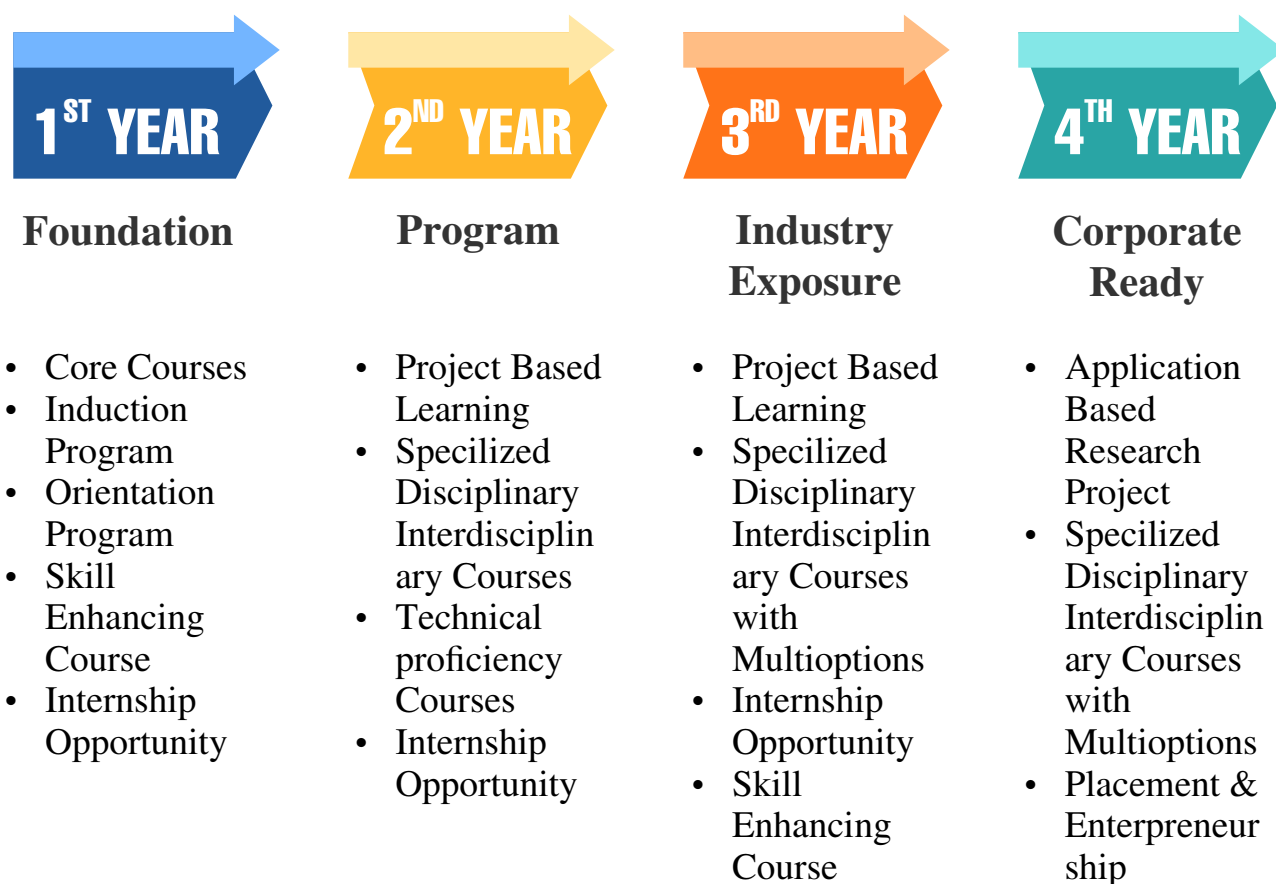 1ST YEAR
Foundation
• Core Courses
• Induction
Program
• Orientation
Program
• Skill
Enhancing
Course
• Internship
Opportunity
2ND YEAR
Program
• Project Based
Learning
• Specilized
Disciplinary
Interdisciplin
ary Courses
• Technical
proficiency
Courses
• Internship
Opportunity
3RD YEAR
Industry
Exposure
• Project Based
Learning
• Specilized
Disciplinary
Interdisciplin
ary Courses
with
Multioptions
• Internship
Opportunity
• Skill
Enhancing
Course
4TH YEAR
Corporate
Ready
• Application
Based
Research
Project
• Specilized
Disciplinary
Interdisciplin
ary Courses
with
Multioptions
• Placement &
Enterpreneur
ship